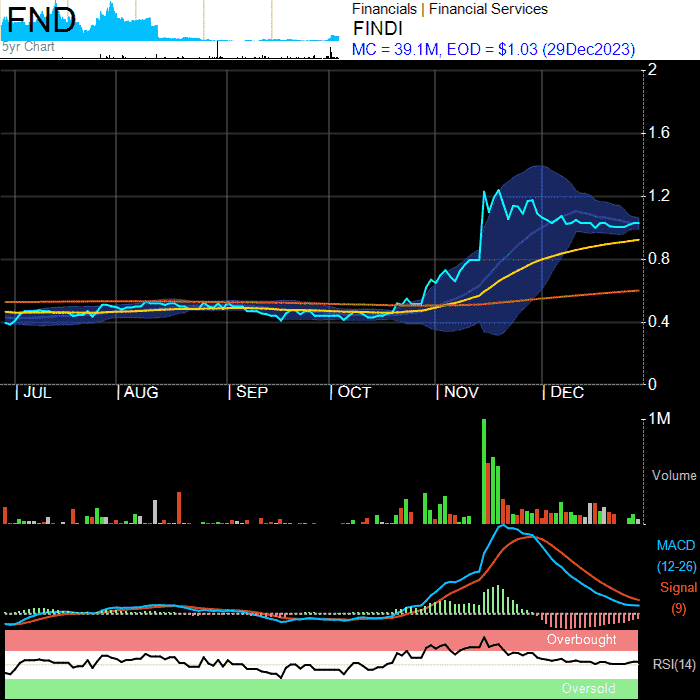 FND
5yr Chart
Financials | Financial Services
FINDI
MC = 39.1M, EOD = $1.03 (29Dec2023)
2
1.6
1.2
0.8
0.4
0
JUL
AUG
SEP
OCT
NOV
DEC
1M
Volume
MACD
(12-26)
Signal
(9)
Overbought
RSI(14)
Oversold